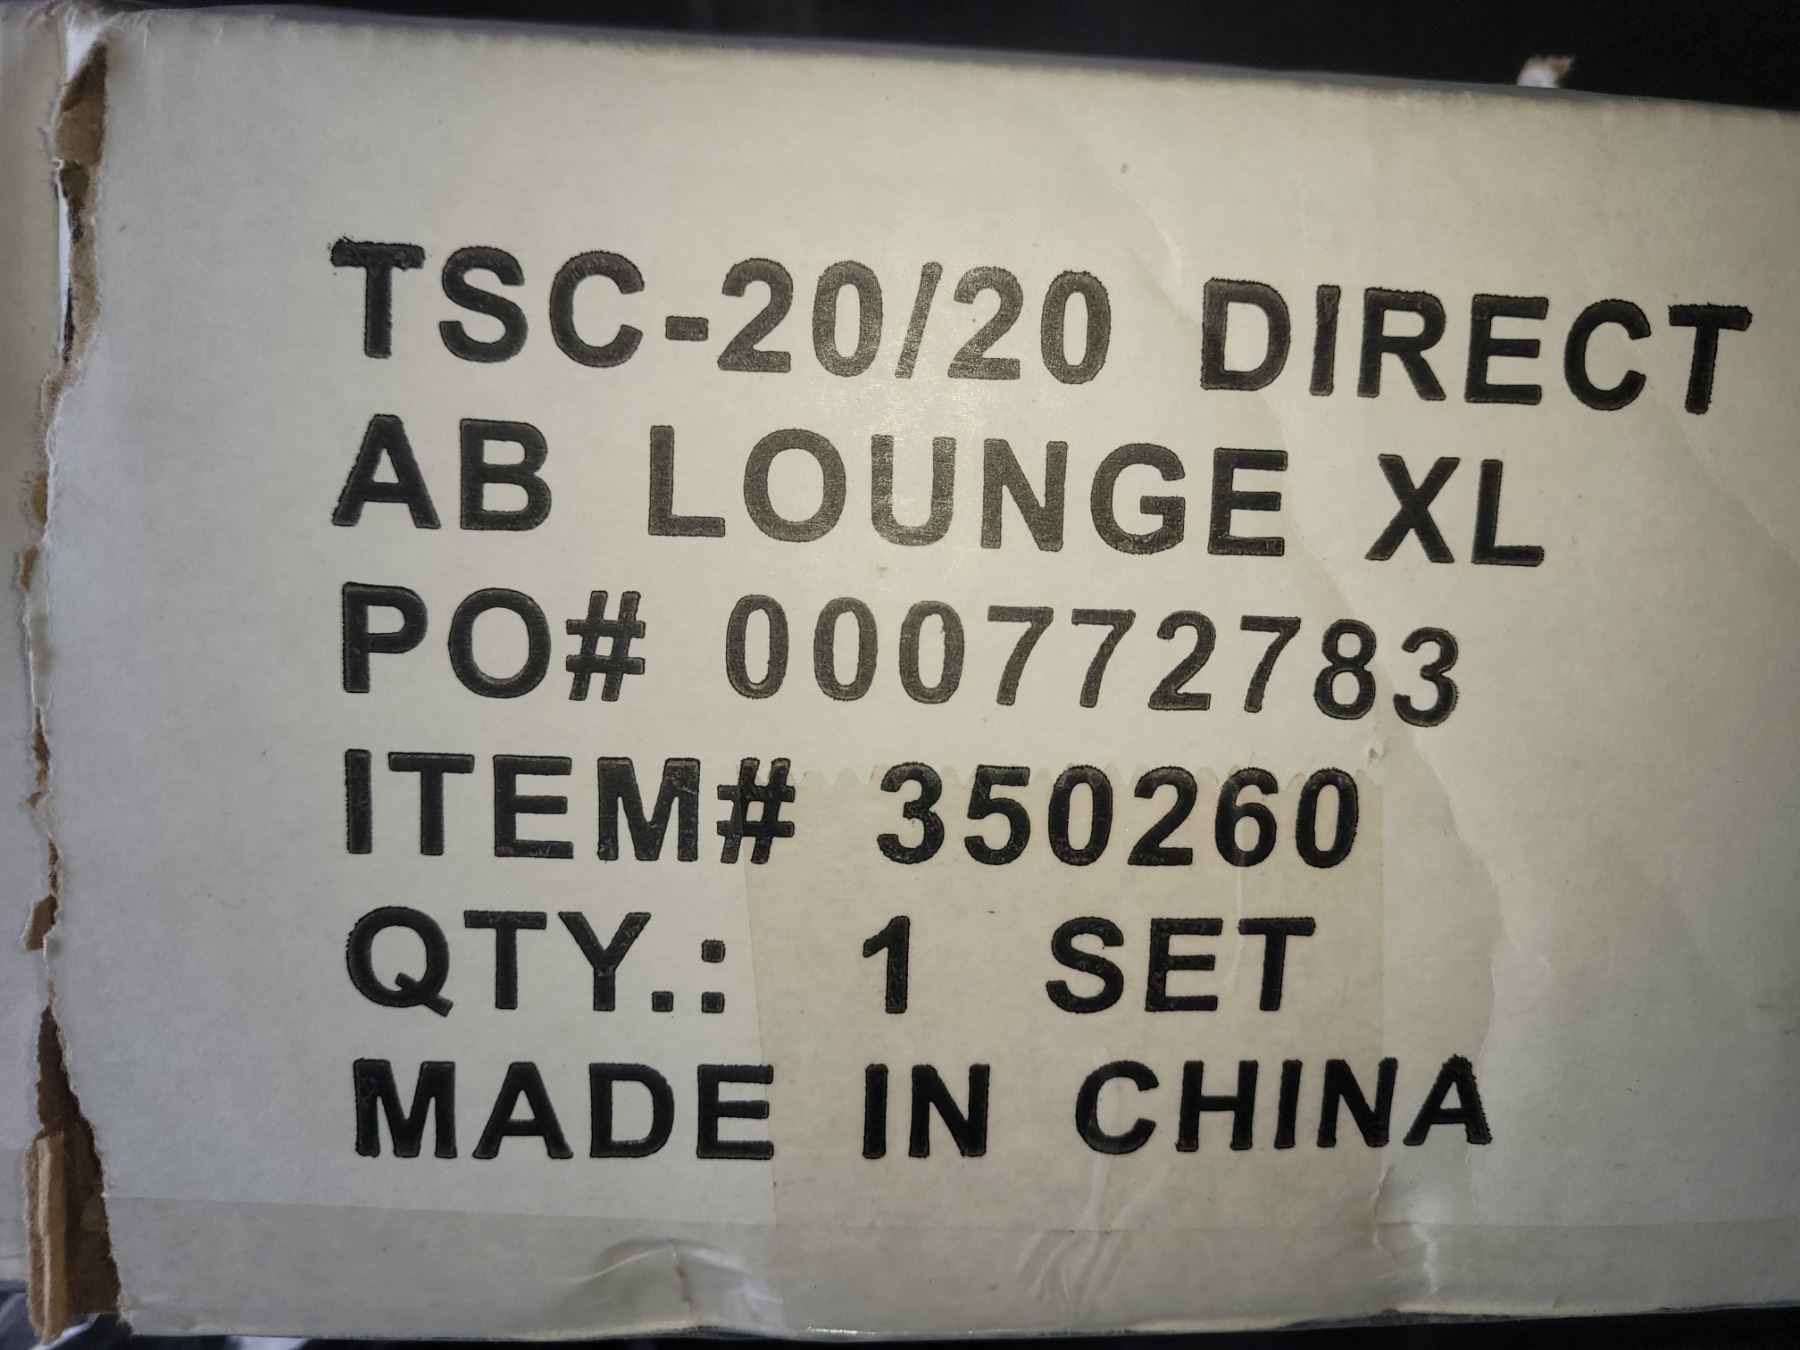 TSC-20/20 DIRECT
AB LOUNGE XL
PO# 000772783
ITEM# 350260
QTY.: 1 SET
MADE IN CHINA